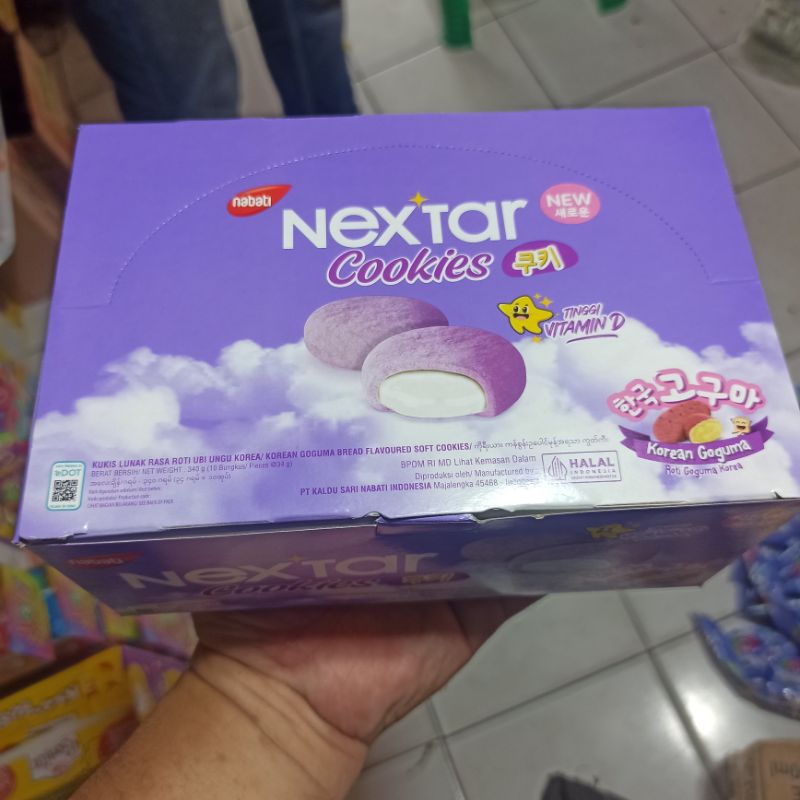 nabati
NEXTAR
NEW
새로운
Cookies
쿠키
TINGGI
VITAMIN D
한국 고구마
Korean Goguma
Roti Goguma Korea
KUKIS LUNAK RASA ROTI UBI UNGU KOREA/ KOREAN GOGUMA BREAD FLAVOURED SOFT COOKIES/
BERAT BERSIH/ NET WEIGHT : 340 g (10 Bungkus/ Pieces @34 g)
BPOM RI MD Lihat Kemasan Dalam
Diproduksi oleh/ Manufactured by :
PT KALDU SARI NABATI INDONESIA Majalengka 45468 -
HALAL
INDONESIA
nabati
NEXTAR
Cookies
쿠키